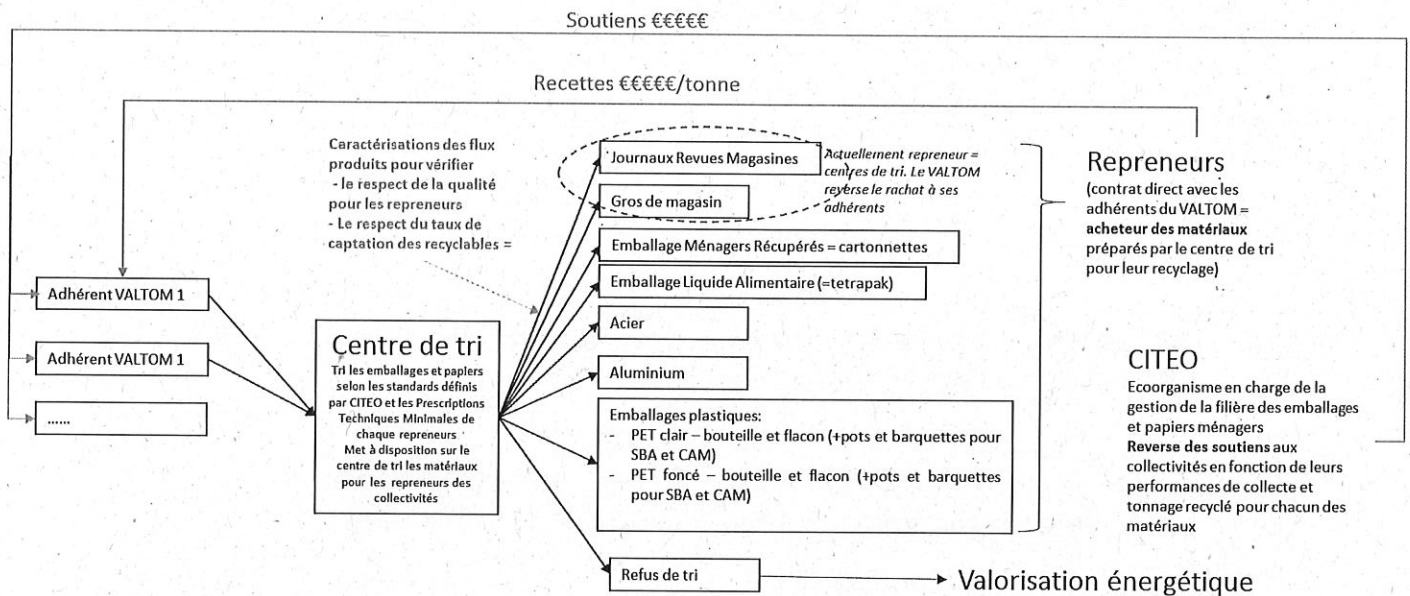 Soutiens €€€€€
Recettes €€€€€/tonne
Caractérisations des flux
produits pour vérifier
- le respect de la qualité
pour les repreneurs
- Le respect du taux de
captation des recyclables =
Journaux Revues Magasines
Gros de magasin
Actuellement repreneur =
centres de tri. Le VALTOM
reverse le rachat à ses
adhérents
Emballage Ménagers Récupérés = cartonnettes
Emballage Liquide Alimentaire (=tetrapak)
Acier
Aluminium
Emballages plastiques:
- PET clair – bouteille et flacon (+pots et barquettes pour
SBA et CAM)
- PET foncé – bouteille et flacon (+pots et barquettes
pour SBA et CAM)
Refus de tri
Valorisation énergétique
Adhérent VALTOM 1
Adhérent VALTOM 1
......
Centre de tri
Tri les emballages et papiers
selon les standards définis
par CITEO et les Prescriptions
Techniques Minimales de
chaque repreneurs
Met à disposition sur le
centre de tri les matériaux
pour les repreneurs des
collectivités
Repreneurs
(contrat direct avec les
adhérents du VALTOM =
acheteur des matériaux
préparés par le centre de tri
pour leur recyclage)
CITEO
Ecoorganisme en charge de la
gestion de la filière des emballages
et papiers ménagers
Reverse des soutiens aux
collectivités en fonction de leurs
performances de collecte et
tonnage recyclé pour chacun des
matériaux